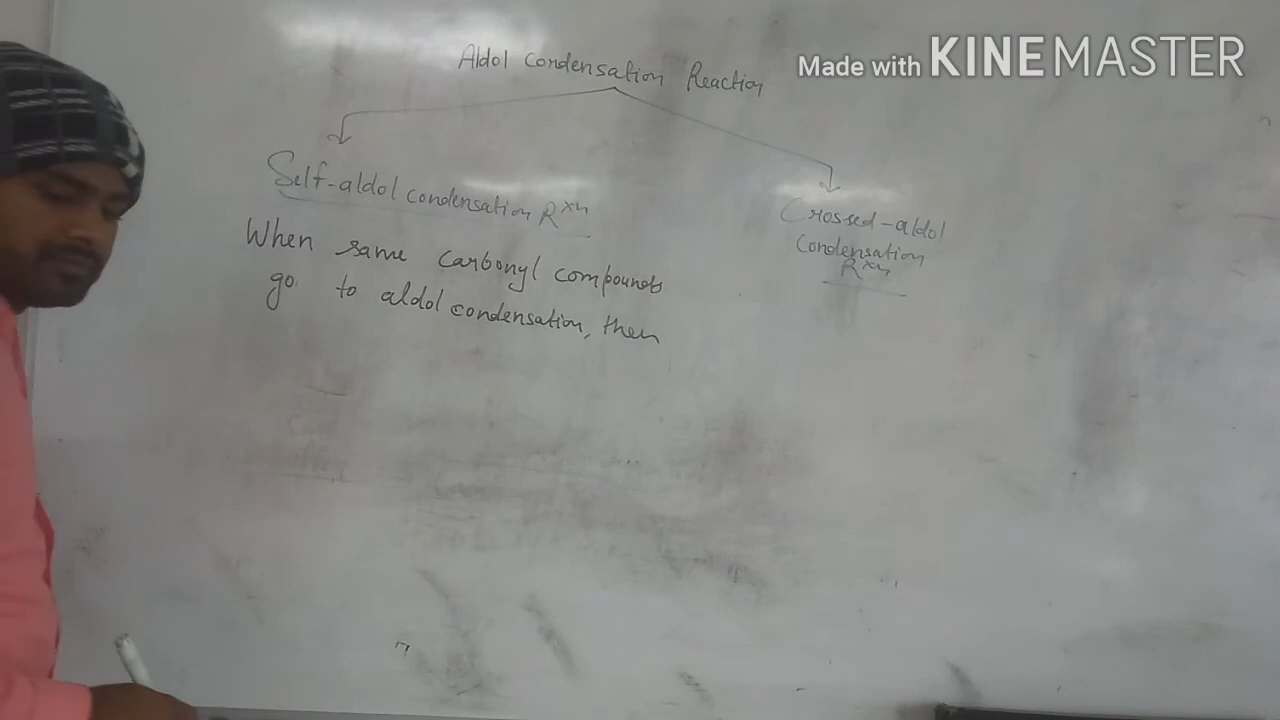 Aldol Condensation Reaction
Made with KINEMASTER
Self-aldol condensation Rxn
When same carbonyl compounds
go to aldol condensation, then
Crossed-aldol
Condensation
Rxn